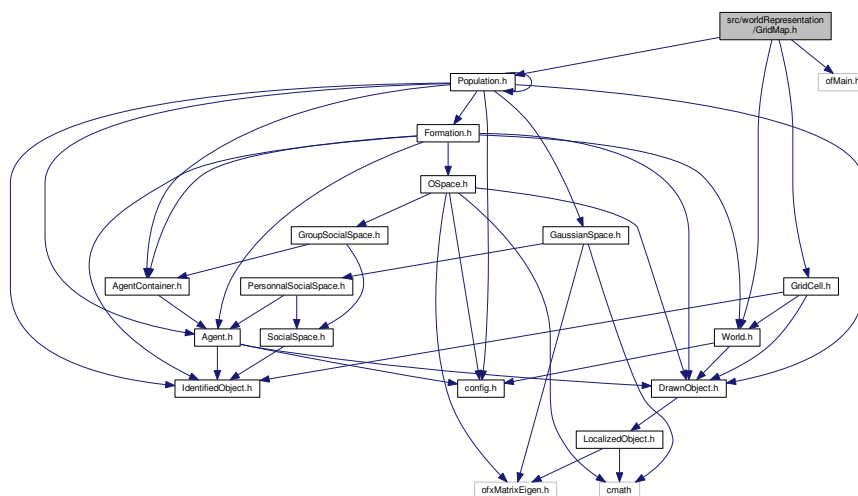 src/worldRepresentation
/GridMap.h
Population.h
ofMain.h
Formation.h
OSpace.h
GroupSocialSpace.h
GaussianSpace.h
AgentContainer.h
PersonnalSocialSpace.h
GridCell.h
Agent.h
SocialSpace.h
World.h
IdentifiedObject.h
config.h
DrawnObject.h
LocalizedObject.h
ofxMatrixEigen.h
cmath